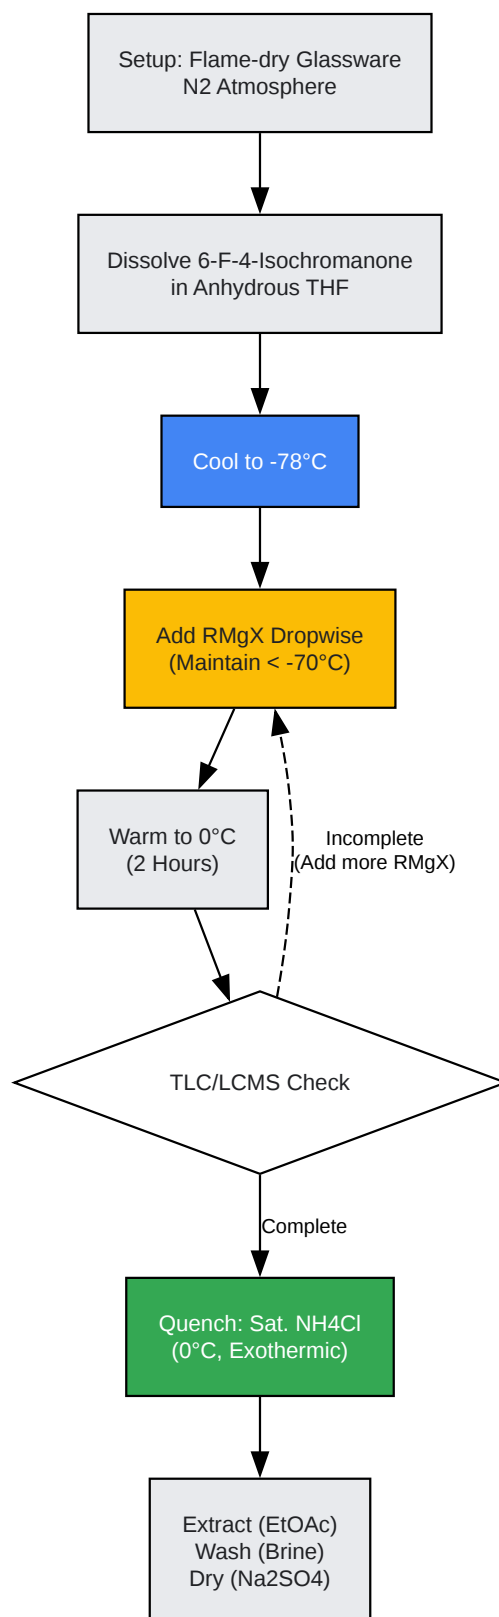 Setup: Flame-dry Glassware
N2 Atmosphere
Dissolve 6-F-4-Isochromanone
in Anhydrous THF
Cool to -78°C
Add RMgX Dropwise
(Maintain < -70°C)
Warm to 0°C
(2 Hours)
Incomplete
(Add more RMgX)
TLC/LCMS Check
Complete
Quench: Sat. NH4Cl
(0°C, Exothermic)
Extract (EtOAc)
Wash (Brine)
Dry (Na2SO4)